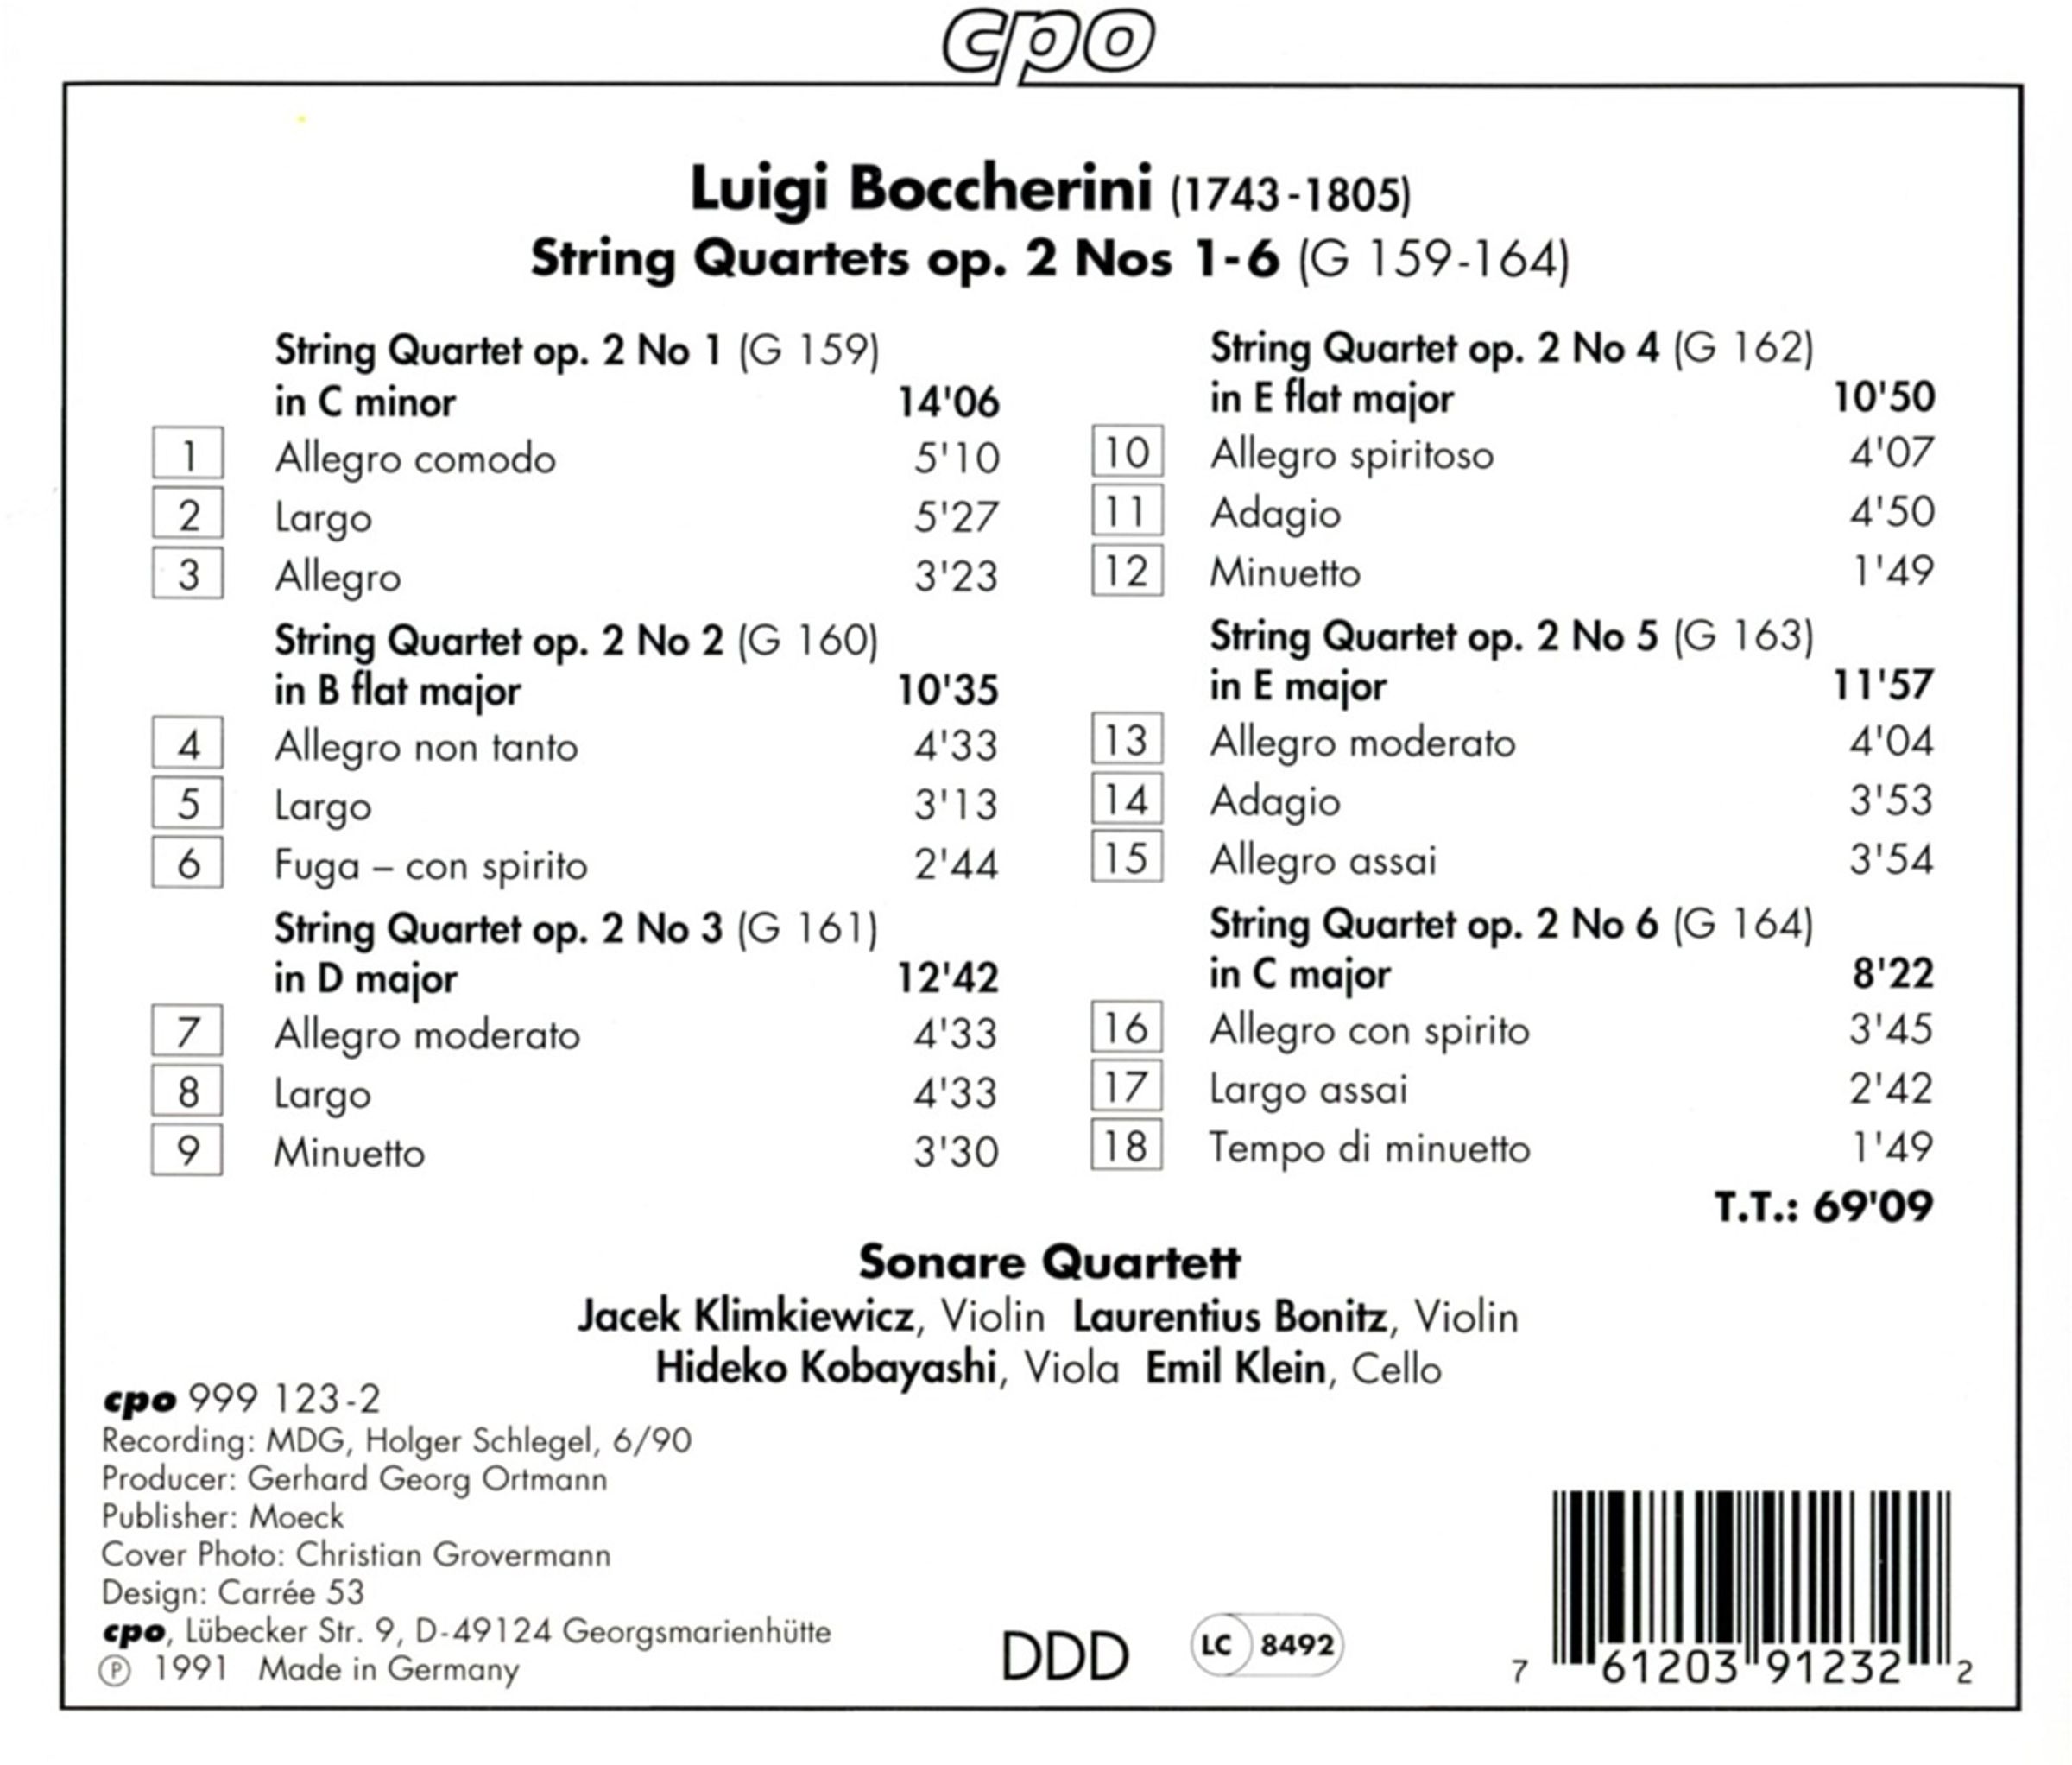 cpo
Luigi Boccherini (1743-1805)
String Quartets op. 2 Nos 1-6 (G 159-164)
String Quartet op. 2 No 1 (G 159)
in C minor 14'06
1 Allegro comodo 5'10
2 Largo 5'27
3 Allegro 3'23
String Quartet op. 2 No 2 (G 160)
in B flat major 10'35
4 Allegro non tanto 4'33
5 Largo 3'13
6 Fuga – con spirito 2'44
String Quartet op. 2 No 3 (G 161)
in D major 12'42
7 Allegro moderato 4'33
8 Largo 4'33
9 Minuetto 3'30
String Quartet op. 2 No 4 (G 162)
in E flat major 10'50
10 Allegro spiritoso 4'07
11 Adagio 4'50
12 Minuetto 1'49
String Quartet op. 2 No 5 (G 163)
in E major 11'57
13 Allegro moderato 4'04
14 Adagio 3'53
15 Allegro assai 3'54
String Quartet op. 2 No 6 (G 164)
in C major 8'22
16 Allegro con spirito 3'45
17 Largo assai 2'42
18 Tempo di minuetto 1'49
T.T.: 69'09
Sonare Quartett
Jacek Klimkiewicz, Violin Laurentius Bonitz, Violin
Hideko Kobayashi, Viola Emil Klein, Cello
cpo 999 123-2
Recording: MDG, Holger Schlegel, 6/90
Producer: Gerhard Georg Ortmann
Publisher: Moeck
Cover Photo: Christian Grovermann
Design: Carrée 53
cpo, Lübecker Str. 9, D-49124 Georgsmarienhütte
Ⓟ 1991 Made in Germany
DDD
LC 8492
7 61203 91232 2